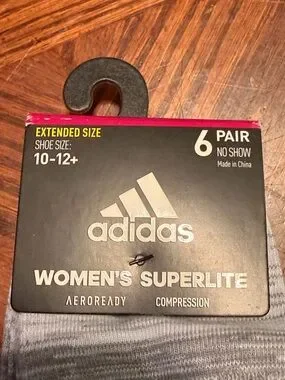 EXTENDED SIZE
SHOE SIZE:
10-12+
6 PAIR
NO SHOW
Made in China
adidas
WOMEN'S SUPERLITE
AEROREADY COMPRESSION